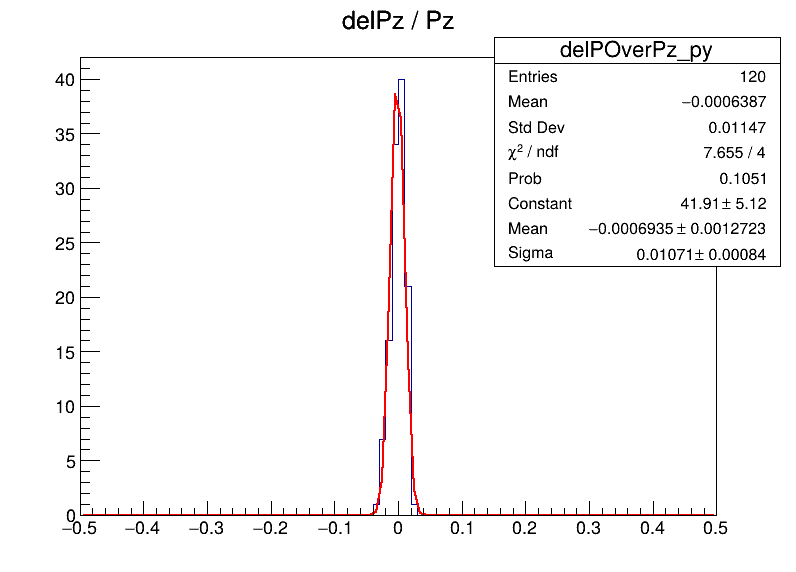 delPz / Pz
delPOverPz_py
Entries 120
Mean −0.0006387
Std Dev 0.01147
χ² / ndf 7.655 / 4
Prob 0.1051
Constant 41.91 ± 5.12
Mean −0.0006935 ± 0.0012723
Sigma 0.01071 ± 0.00084
40
35
30
25
20
15
10
5
0
−0.5 −0.4 −0.3 −0.2 −0.1 0 0.1 0.2 0.3 0.4 0.5